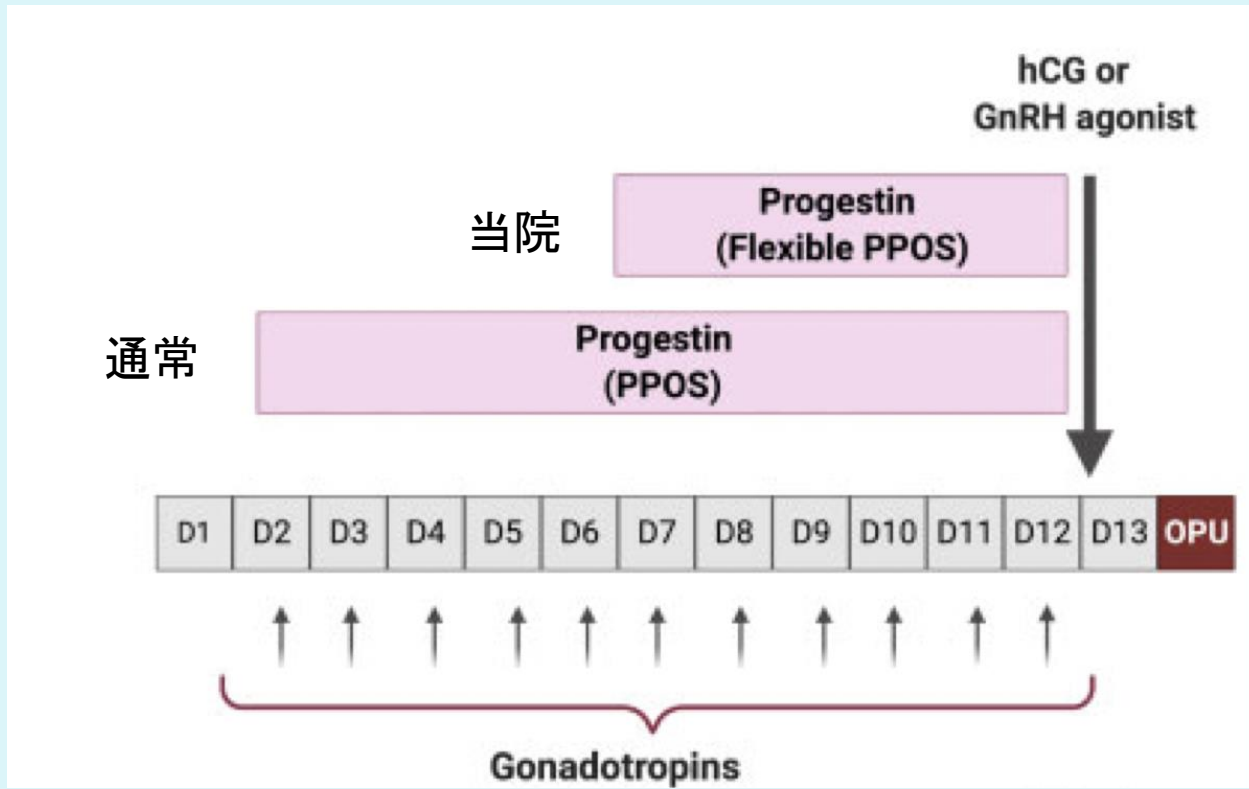 hCG or
GnRH agonist
当院
Progestin
(Flexible PPOS)
通常
Progestin
(PPOS)
D1 D2 D3 D4 D5 D6 D7 D8 D9 D10 D11 D12 D13 OPU
Gonadotropins